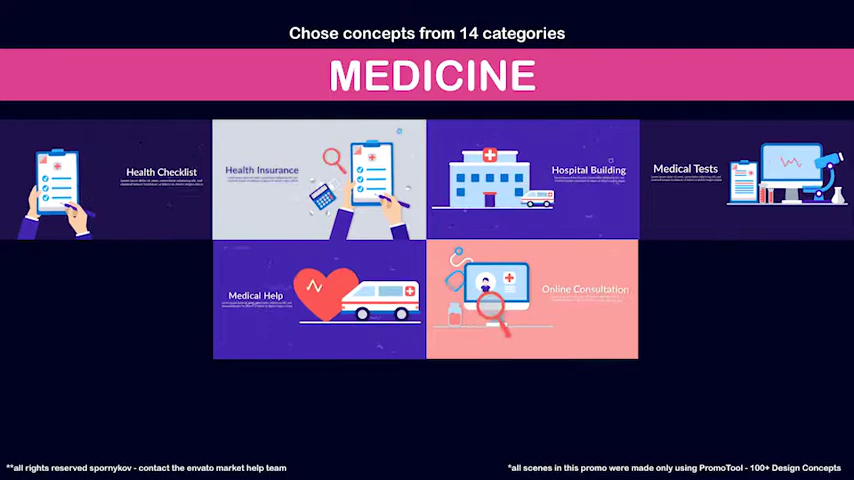 Chose concepts from 14 categories
MEDICINE
Health Checklist
Health Insurance
Hospital Building
Medical Tests
Medical Help
Online Consultation
**all rights reserved spornykov - contact the envato market help team
*all scenes in this promo were made only using PromoTool - 100+ Design Concepts